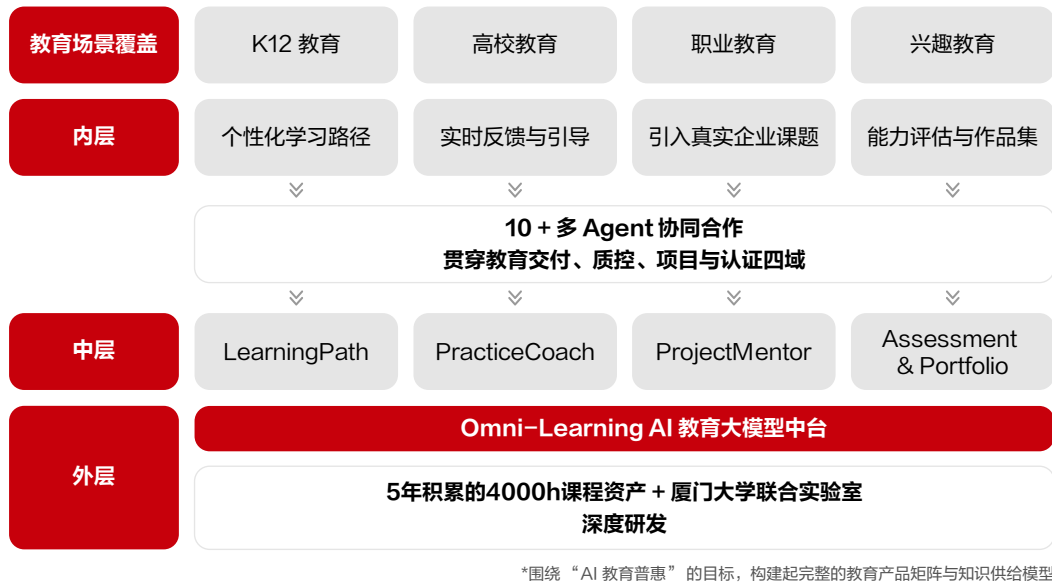 教育场景覆盖
K12 教育
高校教育
职业教育
兴趣教育
内层
个性化学习路径
实时反馈与引导
引入真实企业课题
能力评估与作品集
10 + 多 Agent 协同合作
贯穿教育交付、质控、项目与认证四域
中层
LearningPath
PracticeCoach
ProjectMentor
Assessment
& Portfolio
外层
Omni-Learning AI 教育大模型中台
5年积累的4000h课程资产 + 厦门大学联合实验室
深度研发
*围绕 “AI 教育普惠” 的目标，构建起完整的教育产品矩阵与知识供给模型